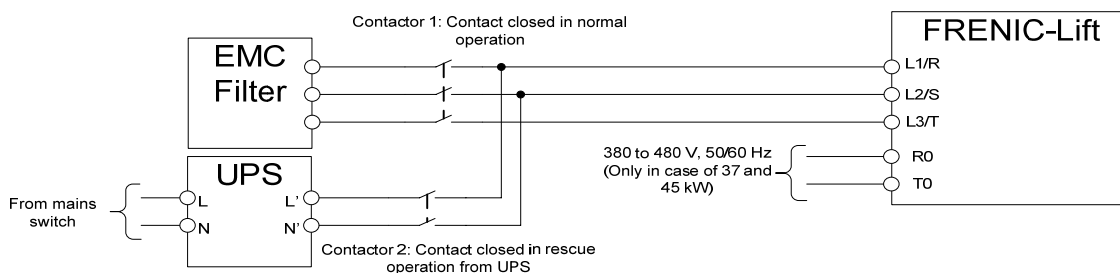 Contactor 1: Contact closed in normal
operation
EMC
Filter
FRENIC-Lift
L1/R
L2/S
L3/T
380 to 480 V, 50/60 Hz
(Only in case of 37 and
45 kW)
R0
T0
UPS
From mains
switch
L
N
L'
N'
Contactor 2: Contact closed in rescue
operation from UPS